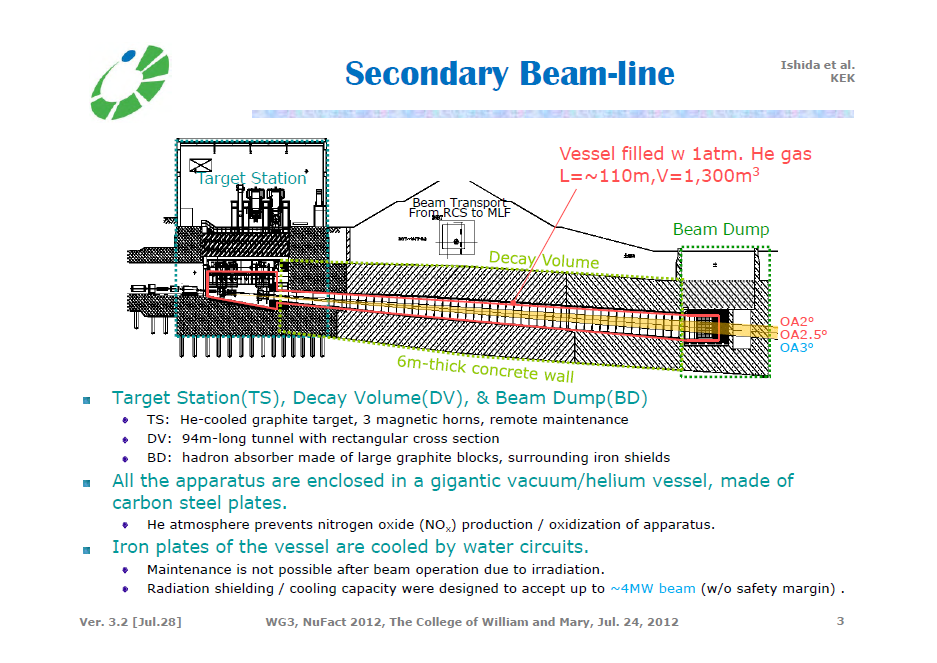 Secondary Beam-line
Ishida et al.
KEK
Vessel filled w 1atm. He gas
L=~110m,V=1,300m³
Target Station
Beam Transport
From RCS to MLF
Beam Dump
Decay Volume
OA2°
OA2.5°
OA3°
6m-thick concrete wall
Target Station(TS), Decay Volume(DV), & Beam Dump(BD)
TS: He-cooled graphite target, 3 magnetic horns, remote maintenance
DV: 94m-long tunnel with rectangular cross section
BD: hadron absorber made of large graphite blocks, surrounding iron shields
All the apparatus are enclosed in a gigantic vacuum/helium vessel, made of
carbon steel plates.
He atmosphere prevents nitrogen oxide (NOₓ) production / oxidization of apparatus.
Iron plates of the vessel are cooled by water circuits.
Maintenance is not possible after beam operation due to irradiation.
Radiation shielding / cooling capacity were designed to accept up to ~4MW beam (w/o safety margin) .
Ver. 3.2 [Jul.28]
WG3, NuFact 2012, The College of William and Mary, Jul. 24, 2012
3